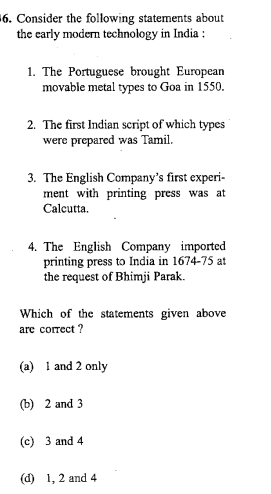 6. Consider the following statements about
the early modern technology in India :
1. The Portuguese brought European
movable metal types to Goa in 1550.
2. The first Indian script of which types
were prepared was Tamil.
3. The English Company's first experi-
ment with printing press was at
Calcutta.
4. The English Company imported
printing press to India in 1674-75 at
the request of Bhimji Parak.
Which of the statements given above
are correct ?
(a) 1 and 2 only
(b) 2 and 3
(c) 3 and 4
(d) 1, 2 and 4